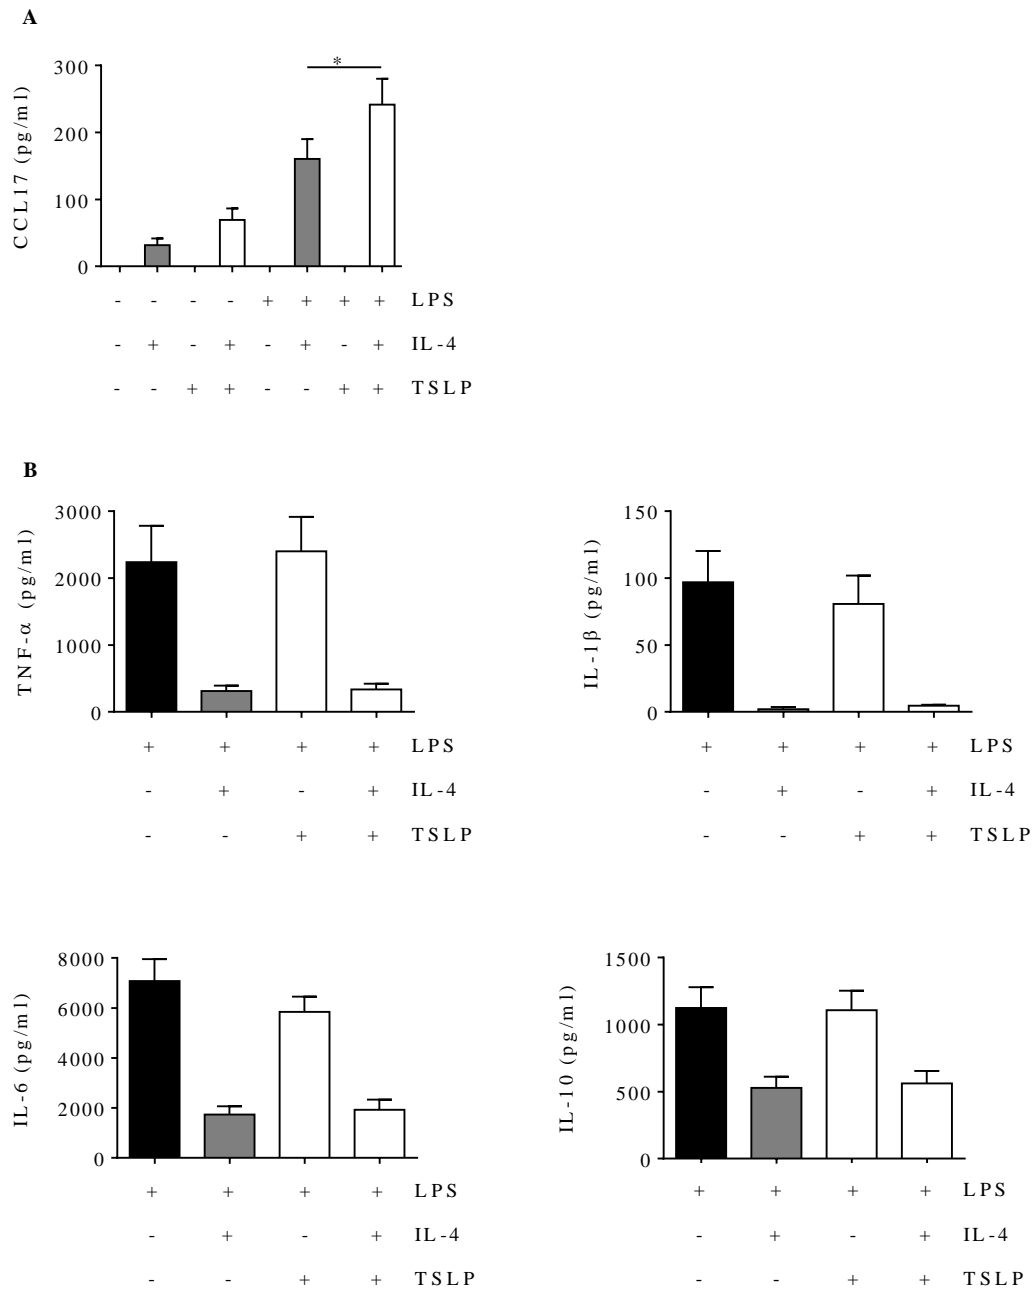 A
CCL17 (pg/ml)
300
*
200
100
0
- - - - + + + + LPS
- + - + - + - + IL-4
- - + + - - + + TSLP
B
TNF-α (pg/ml)
3000
2000
1000
0
+ + + + LPS
- + - + IL-4
- - + + TSLP
IL-1β (pg/ml)
150
100
50
0
+ + + + LPS
- + - + IL-4
- - + + TSLP
IL-6 (pg/ml)
8000
6000
4000
2000
0
+ + + + LPS
- + - + IL-4
- - + + TSLP
IL-10 (pg/ml)
1500
1000
500
0
+ + + + LPS
- + - + IL-4
- - + + TSLP